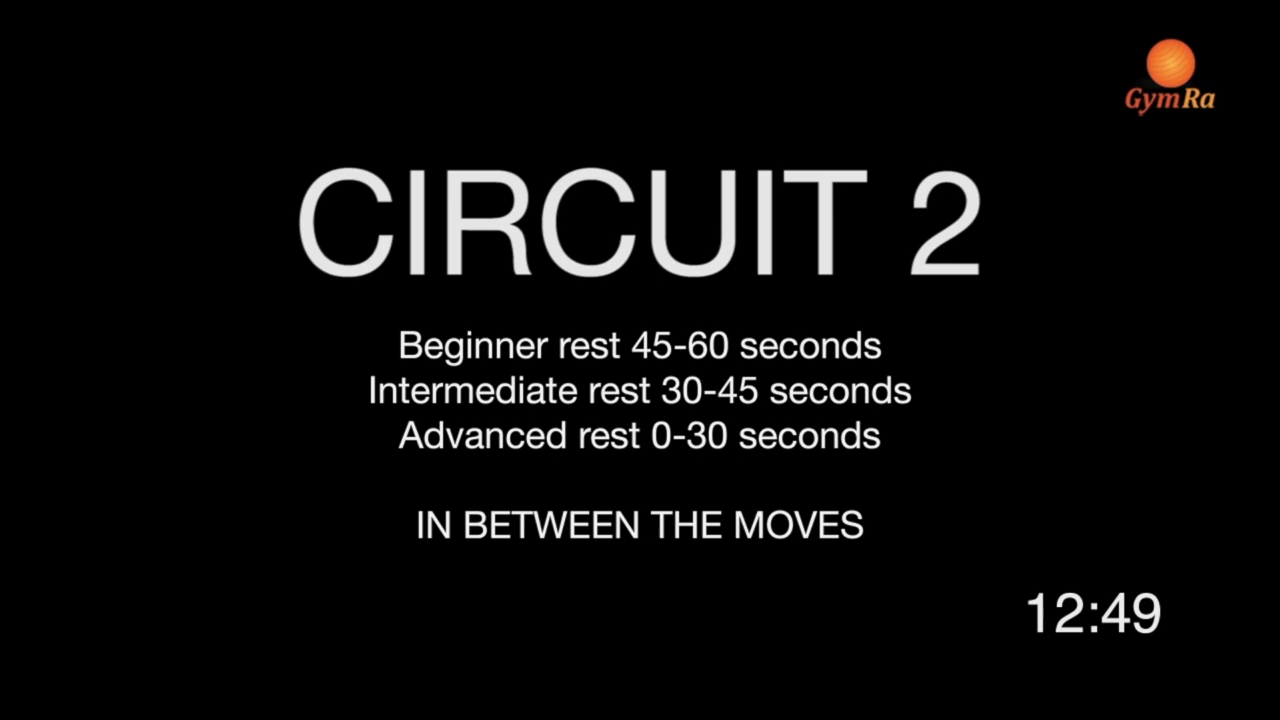 GymRa
CIRCUIT 2
Beginner rest 45-60 seconds
Intermediate rest 30-45 seconds
Advanced rest 0-30 seconds
IN BETWEEN THE MOVES
12:49